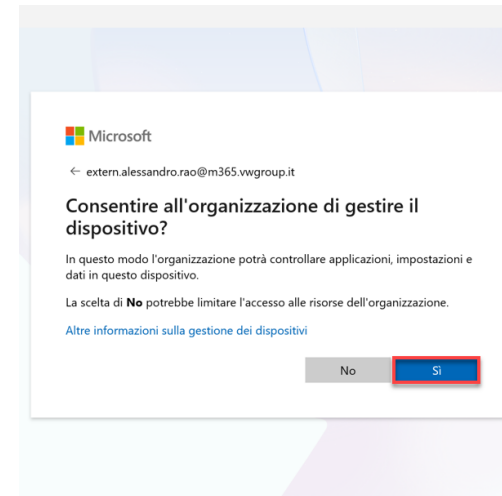 Microsoft
← extern.alessandro.rao@m365.vwgroup.it
Consentire all'organizzazione di gestire il
dispositivo?
In questo modo l'organizzazione potrà controllare applicazioni, impostazioni e
dati in questo dispositivo.
La scelta di No potrebbe limitare l'accesso alle risorse dell'organizzazione.
Altre informazioni sulla gestione dei dispositivi
No Sì